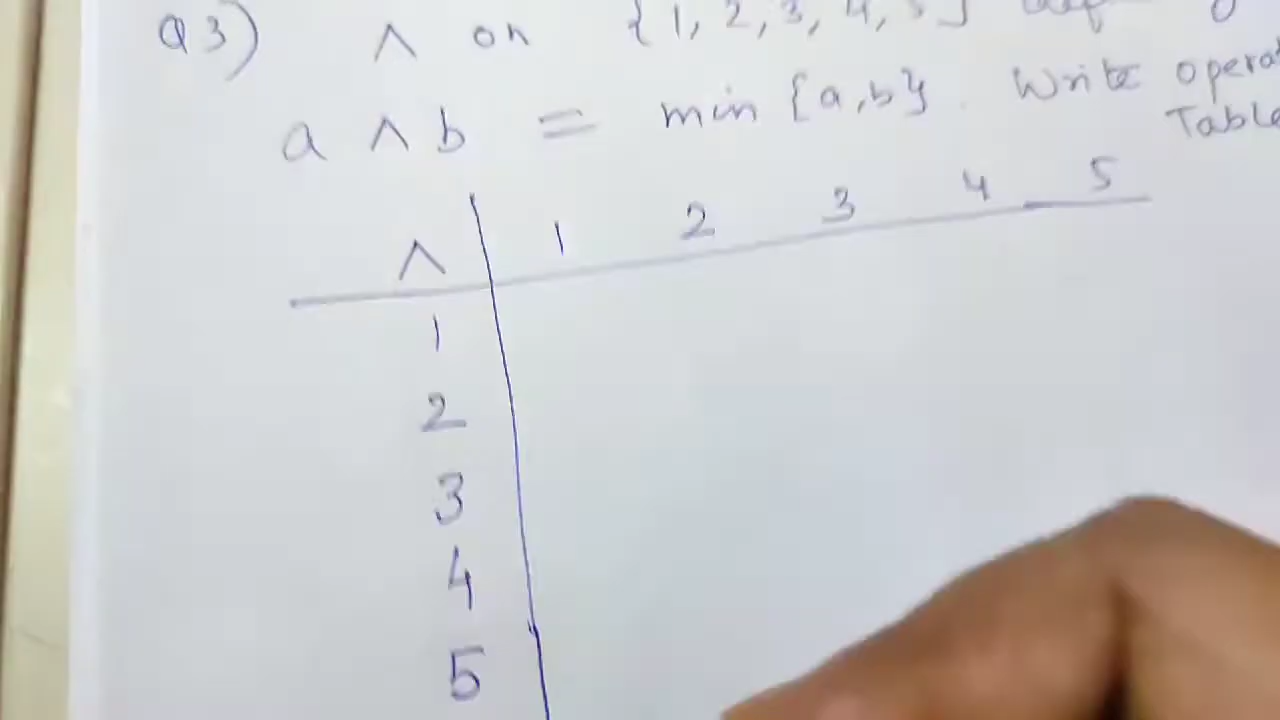 Q3) ∧ on {1, 2, 3, 4, 5}
a ∧ b = min {a,b}. Write
Table
∧ 1 2 3 4 5
1
2
3
4
5